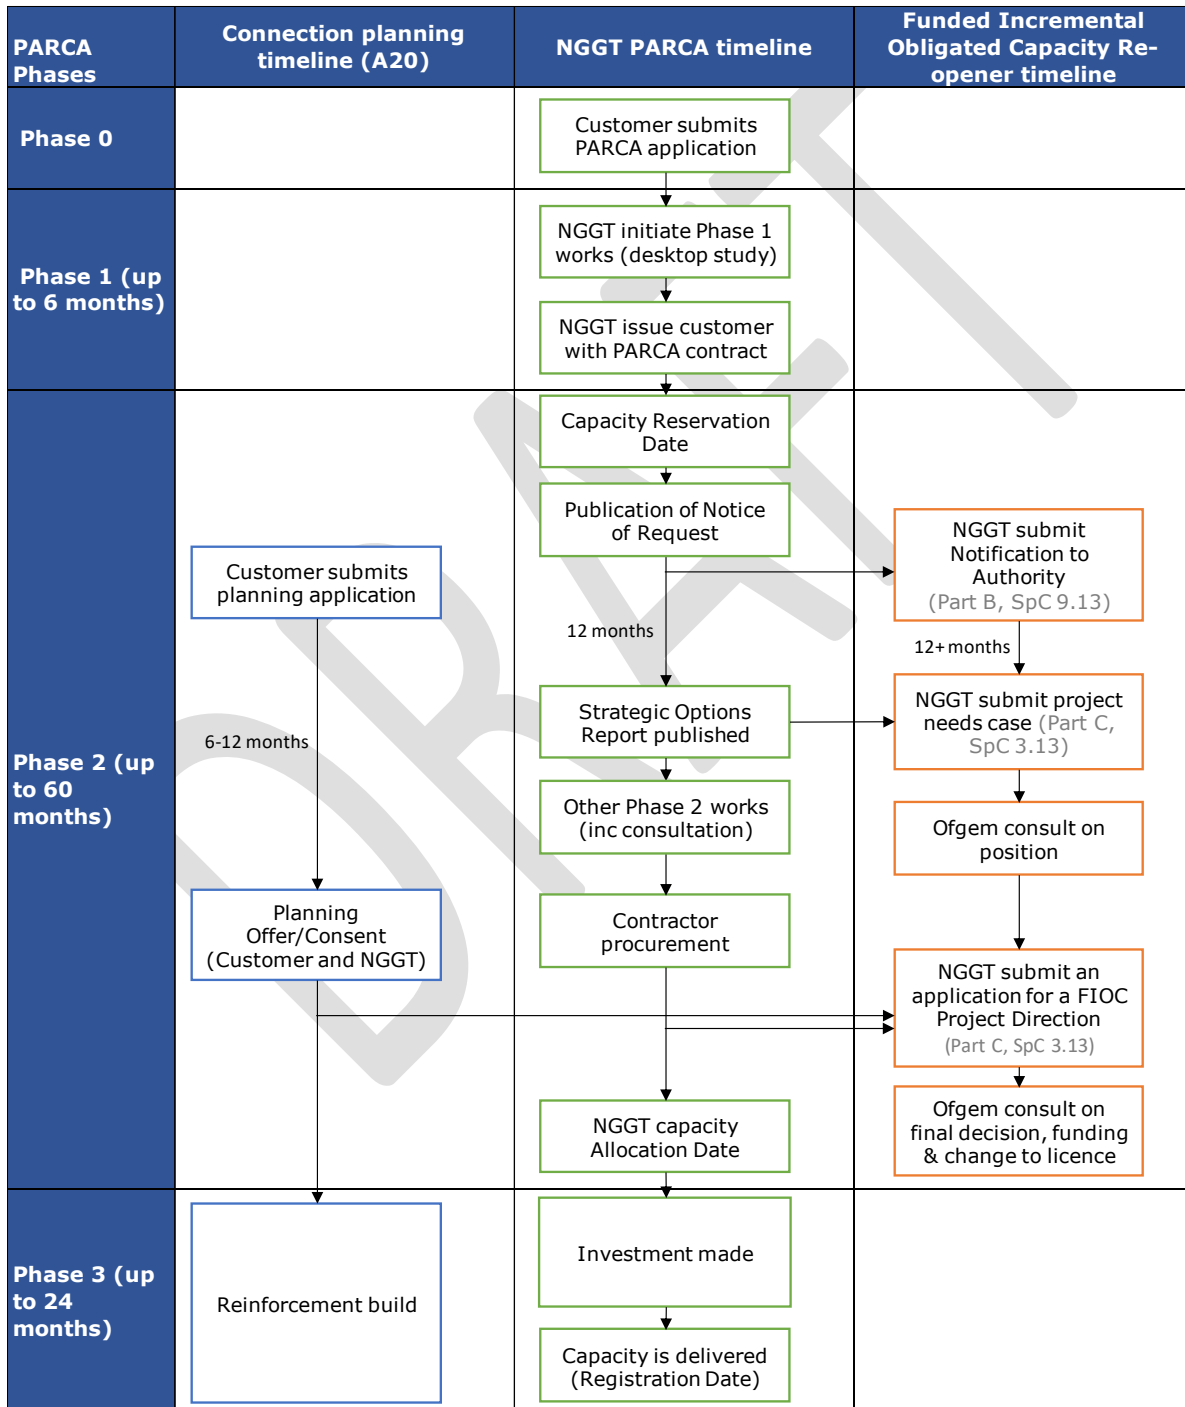 PARCA
Phases
Connection planning
timeline (A20)
NGGT PARCA timeline
Funded Incremental
Obligated Capacity Re-
opener timeline
Phase 0
Customer submits
PARCA application
Phase 1 (up
to 6 months)
NGGT initiate Phase 1
works (desktop study)
NGGT issue customer
with PARCA contract
Phase 2 (up
to 60
months)
Capacity Reservation
Date
Publication of Notice
of Request
NGGT submit
Notification to
Authority
(Part B, SpC 9.13)
Customer submits
planning application
12 months
12+ months
Strategic Options
Report published
NGGT submit project
needs case (Part C,
SpC 3.13)
6-12 months
Other Phase 2 works
(inc consultation)
Ofgem consult on
position
Planning
Offer/Consent
(Customer and NGGT)
Contractor
procurement
NGGT submit an
application for a FIOC
Project Direction
(Part C, SpC 3.13)
NGGT capacity
Allocation Date
Ofgem consult on
final decision, funding
& change to licence
Phase 3 (up
to 24
months)
Reinforcement build
Investment made
Capacity is delivered
(Registration Date)
DRAFT